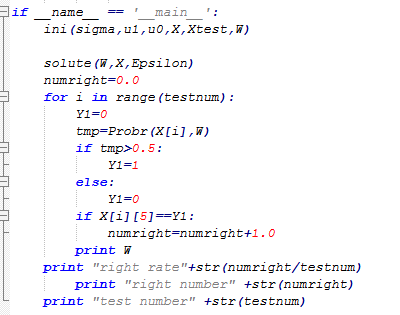 if __name__ == '__main__':
    ini(sigma,u1,u0,X,Xtest,W)
    solute(W,X,Epsilon)
    numright=0.0
    for i in range(testnum):
        Y1=0
        tmp=Probr(X[i],W)
        if tmp>0.5:
            Y1=1
        else:
            Y1=0
        if X[i][5]==Y1:
            numright=numright+1.0
        print W
    print "right rate"+str(numright/testnum)
        print "right number" +str(numright)
    print "test number" +str(testnum)